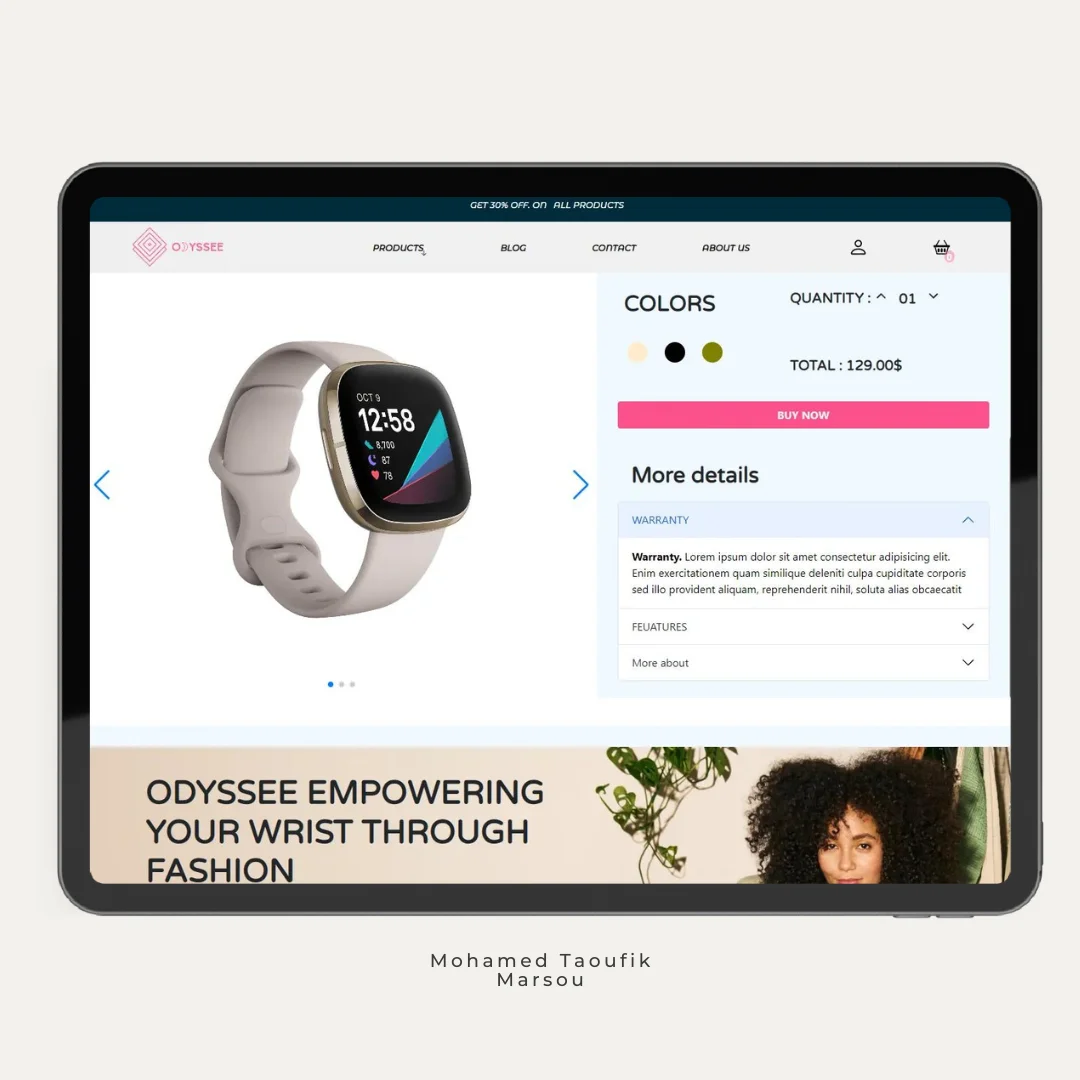 GET 30% OFF. ON ALL PRODUCTS
ODYSSEE
PRODUCTS
BLOG
CONTACT
ABOUT US
0
COLORS
QUANTITY : 01
TOTAL : 129.00$
BUY NOW
OCT 9
12:58
8,700
87
78
More details
WARRANTY
Warranty. Lorem ipsum dolor sit amet consectetur adipisicing elit.
Enim exercitationem quam similique deleniti culpa cupiditate corporis
sed illo provident aliquam, reprehenderit nihil, soluta alias obcaecatit
FEUATURES
More about
ODYSSEE EMPOWERING
YOUR WRIST THROUGH
FASHION
Mohamed Taoufik
Marsou